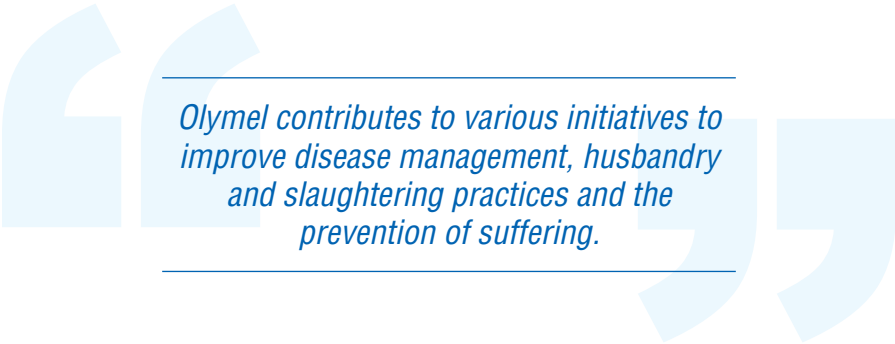 Olymel contributes to various initiatives to
improve disease management, husbandry
and slaughtering practices and the
prevention of suffering.